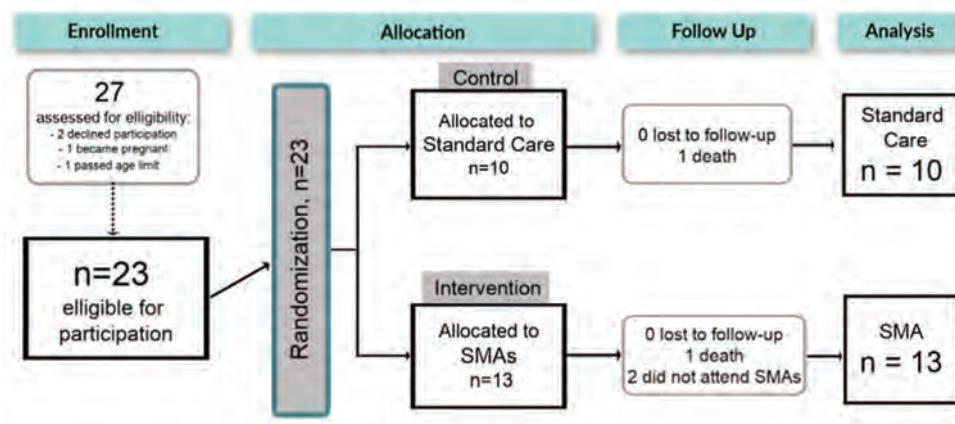 Enrollment
Allocation
Follow Up
Analysis
27
assessed for elligibility:
- 2 declined participation
- 1 became pregnant
- 1 passed age limit
n=23
elligible for
participation
Randomization, n=23
Control
Allocated to
Standard Care
n=10
0 lost to follow-up
1 death
Standard
Care
n = 10
Intervention
Allocated to
SMAs
n=13
0 lost to follow-up
1 death
2 did not attend SMAs
SMA
n = 13